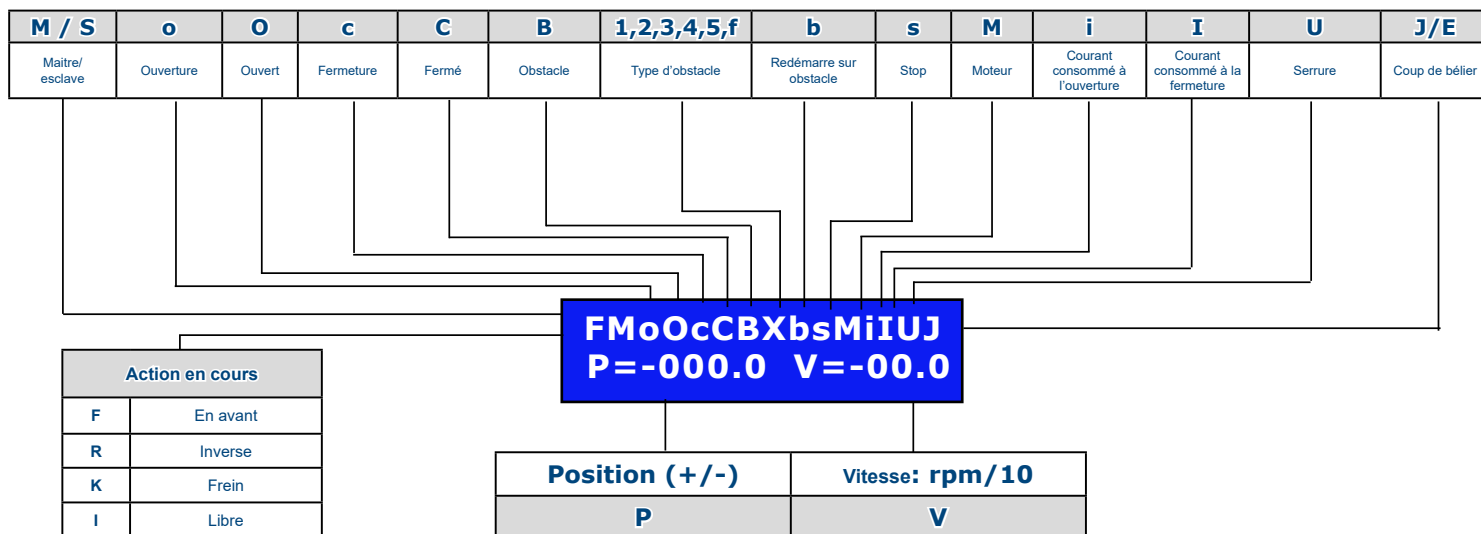 M / S o O c C B 1,2,3,4,5,f b s M i I U J/E
Maitre/ esclave Ouverture Ouvert Fermeture Fermé Obstacle Type d'obstacle Redémarre sur obstacle Stop Moteur Courant consommé à l'ouverture Courant consommé à la fermeture Serrure Coup de bélier
FMoOcCBXbsMiIUJ
P=-000.0 V=-00.0
Action en cours
F En avant
R Inverse
K Frein
I Libre
Position (+/-) Vitesse: rpm/10
P V